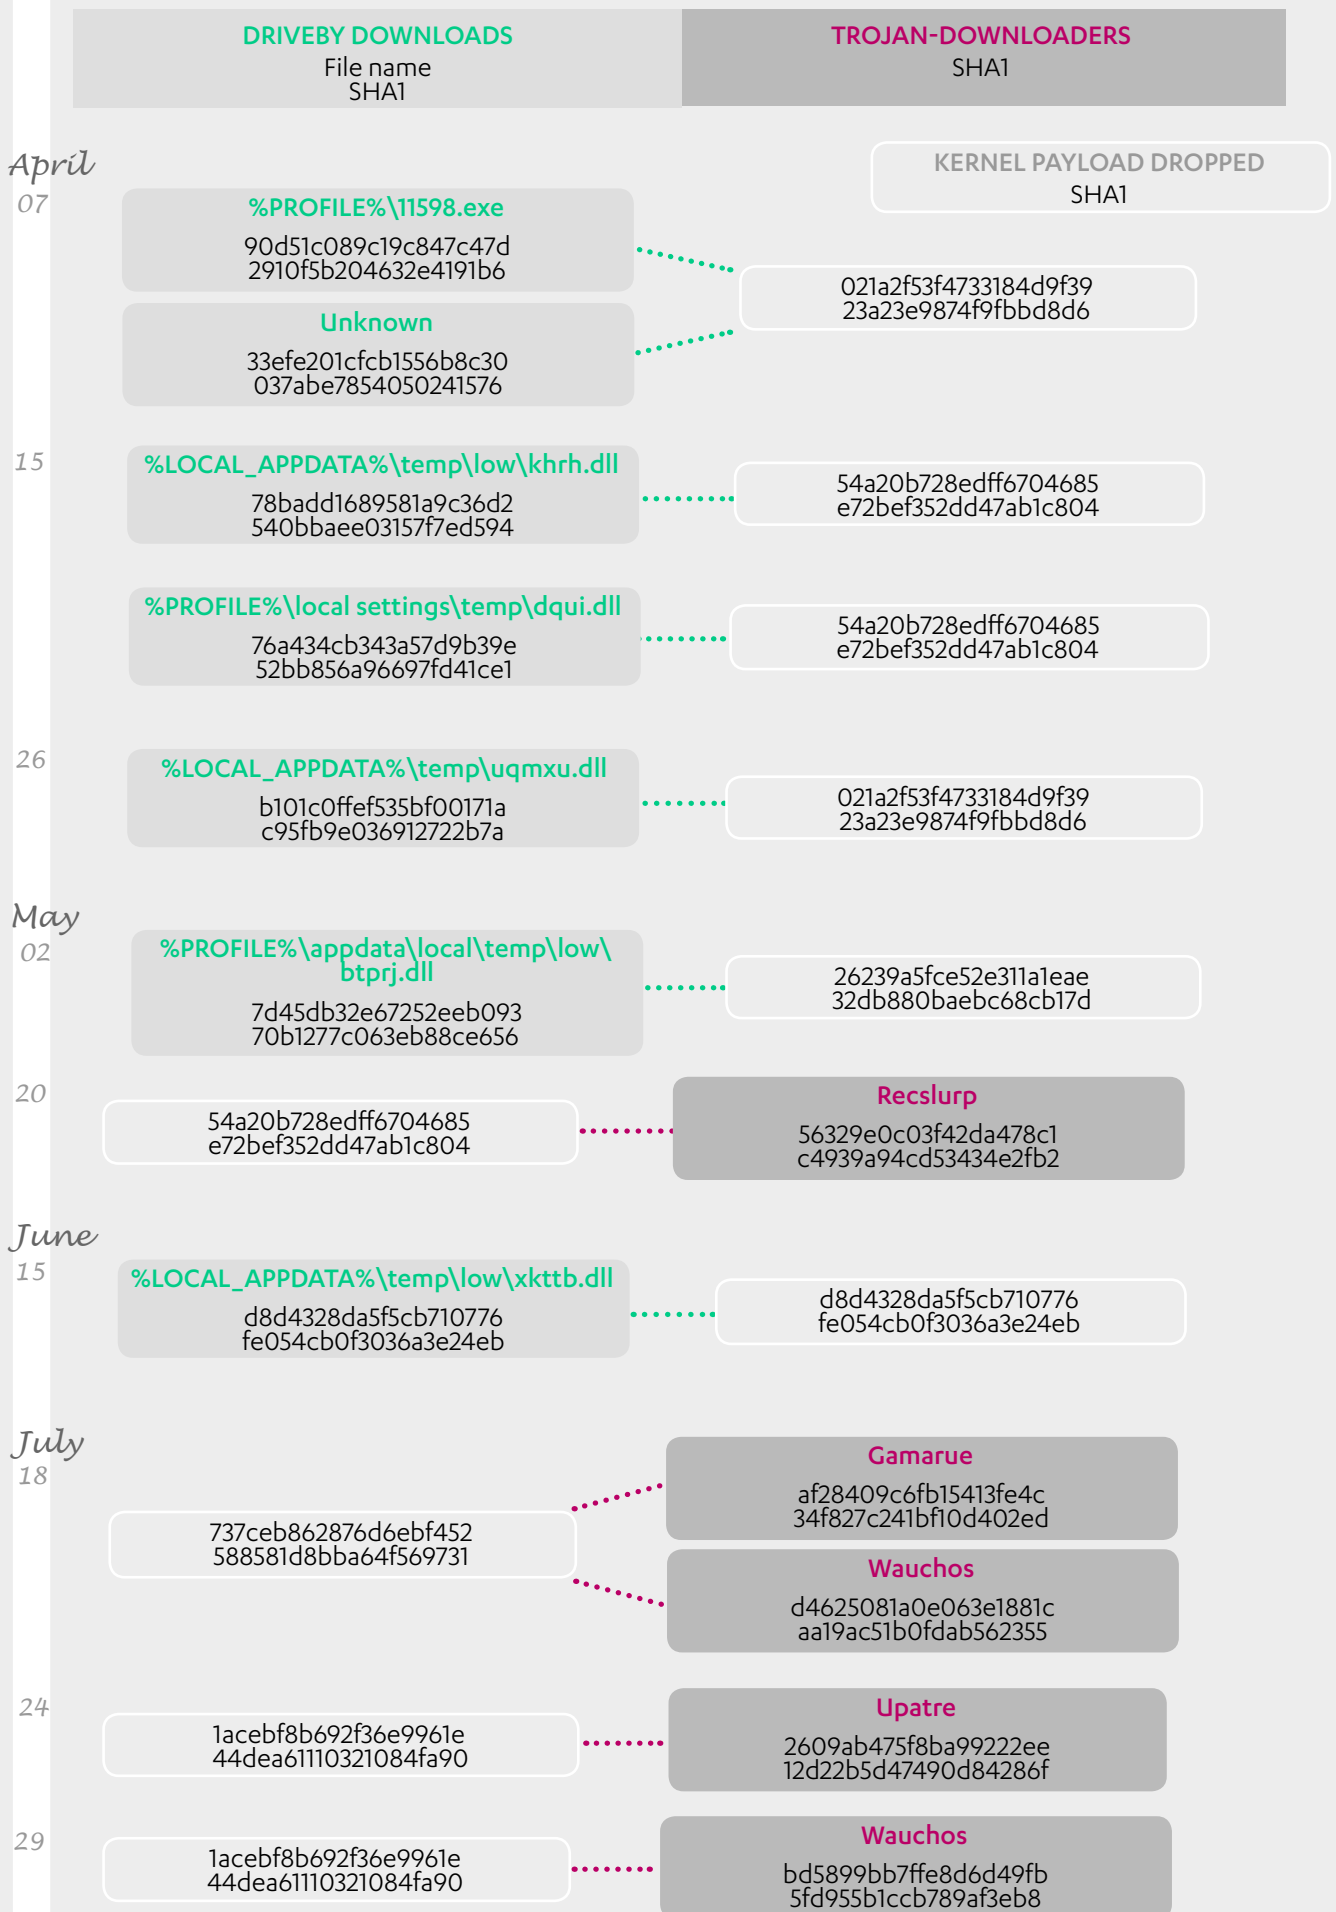 DRIVEBY DOWNLOADS
File name
SHA1
TROJAN-DOWNLOADERS
SHA1
KERNEL PAYLOAD DROPPED
SHA1
April
07
%PROFILE%\11598.exe
90d51c089c19c847c47d
2910f5b204632e4191b6
Unknown
33efe201cfcb1556b8c30
037abe7854050241576
021a2f53f4733184d9f39
23a23e9874f9fbbd8d6
15
%LOCAL_APPDATA%\temp\low\khrh.dll
78badd1689581a9c36d2
540bbaee03157f7ed594
54a20b728edff6704685
e72bef352dd47ab1c804
%PROFILE%\local settings\temp\dqui.dll
76a434cb343a57d9b39e
52bb856a96697fd41ce1
54a20b728edff6704685
e72bef352dd47ab1c804
26
%LOCAL_APPDATA%\temp\uqmxu.dll
b101c0ffef535bf00171a
c95fb9e036912722b7a
021a2f53f4733184d9f39
23a23e9874f9fbbd8d6
May
02
%PROFILE%\appdata\local\temp\low\
btprj.dll
7d45db32e67252eeb093
70b1277c063eb88ce656
26239a5fce52e311a1eae
32db880baebc68cb17d
20
54a20b728edff6704685
e72bef352dd47ab1c804
Recslurp
56329e0c03f42da478c1
c4939a94cd53434e2fb2
June
15
%LOCAL_APPDATA%\temp\low\xkttb.dll
d8d4328da5f5cb710776
fe054cb0f3036a3e24eb
d8d4328da5f5cb710776
fe054cb0f3036a3e24eb
July
18
737ceb862876d6ebf452
588581d8bba64f569731
Gamarue
af28409c6fb15413fe4c
34f827c241bf10d402ed
Wauchos
d4625081a0e063e1881c
aa19ac51b0fdab562355
24
1acebf8b692f36e9961e
44dea61110321084fa90
Upatre
2609ab475f8ba99222ee
12d22b5d47490d84286f
29
1acebf8b692f36e9961e
44dea61110321084fa90
Wauchos
bd5899bb7ffe8d6d49fb
5fd955b1ccb789af3eb8